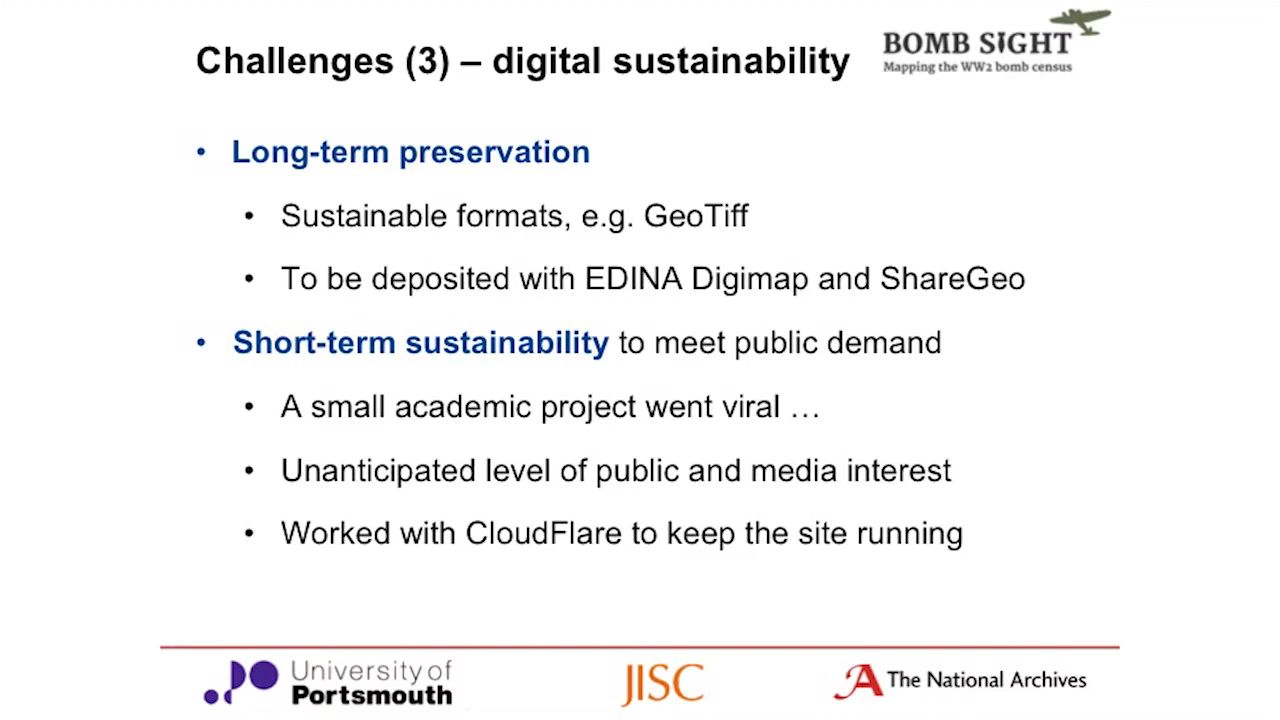 Challenges (3) – digital sustainability
BOMB SIGHT
Mapping the WW2 bomb census
• Long-term preservation
• Sustainable formats, e.g. GeoTiff
• To be deposited with EDINA Digimap and ShareGeo
• Short-term sustainability to meet public demand
• A small academic project went viral …
• Unanticipated level of public and media interest
• Worked with CloudFlare to keep the site running
University of
Portsmouth
JISC
The National Archives